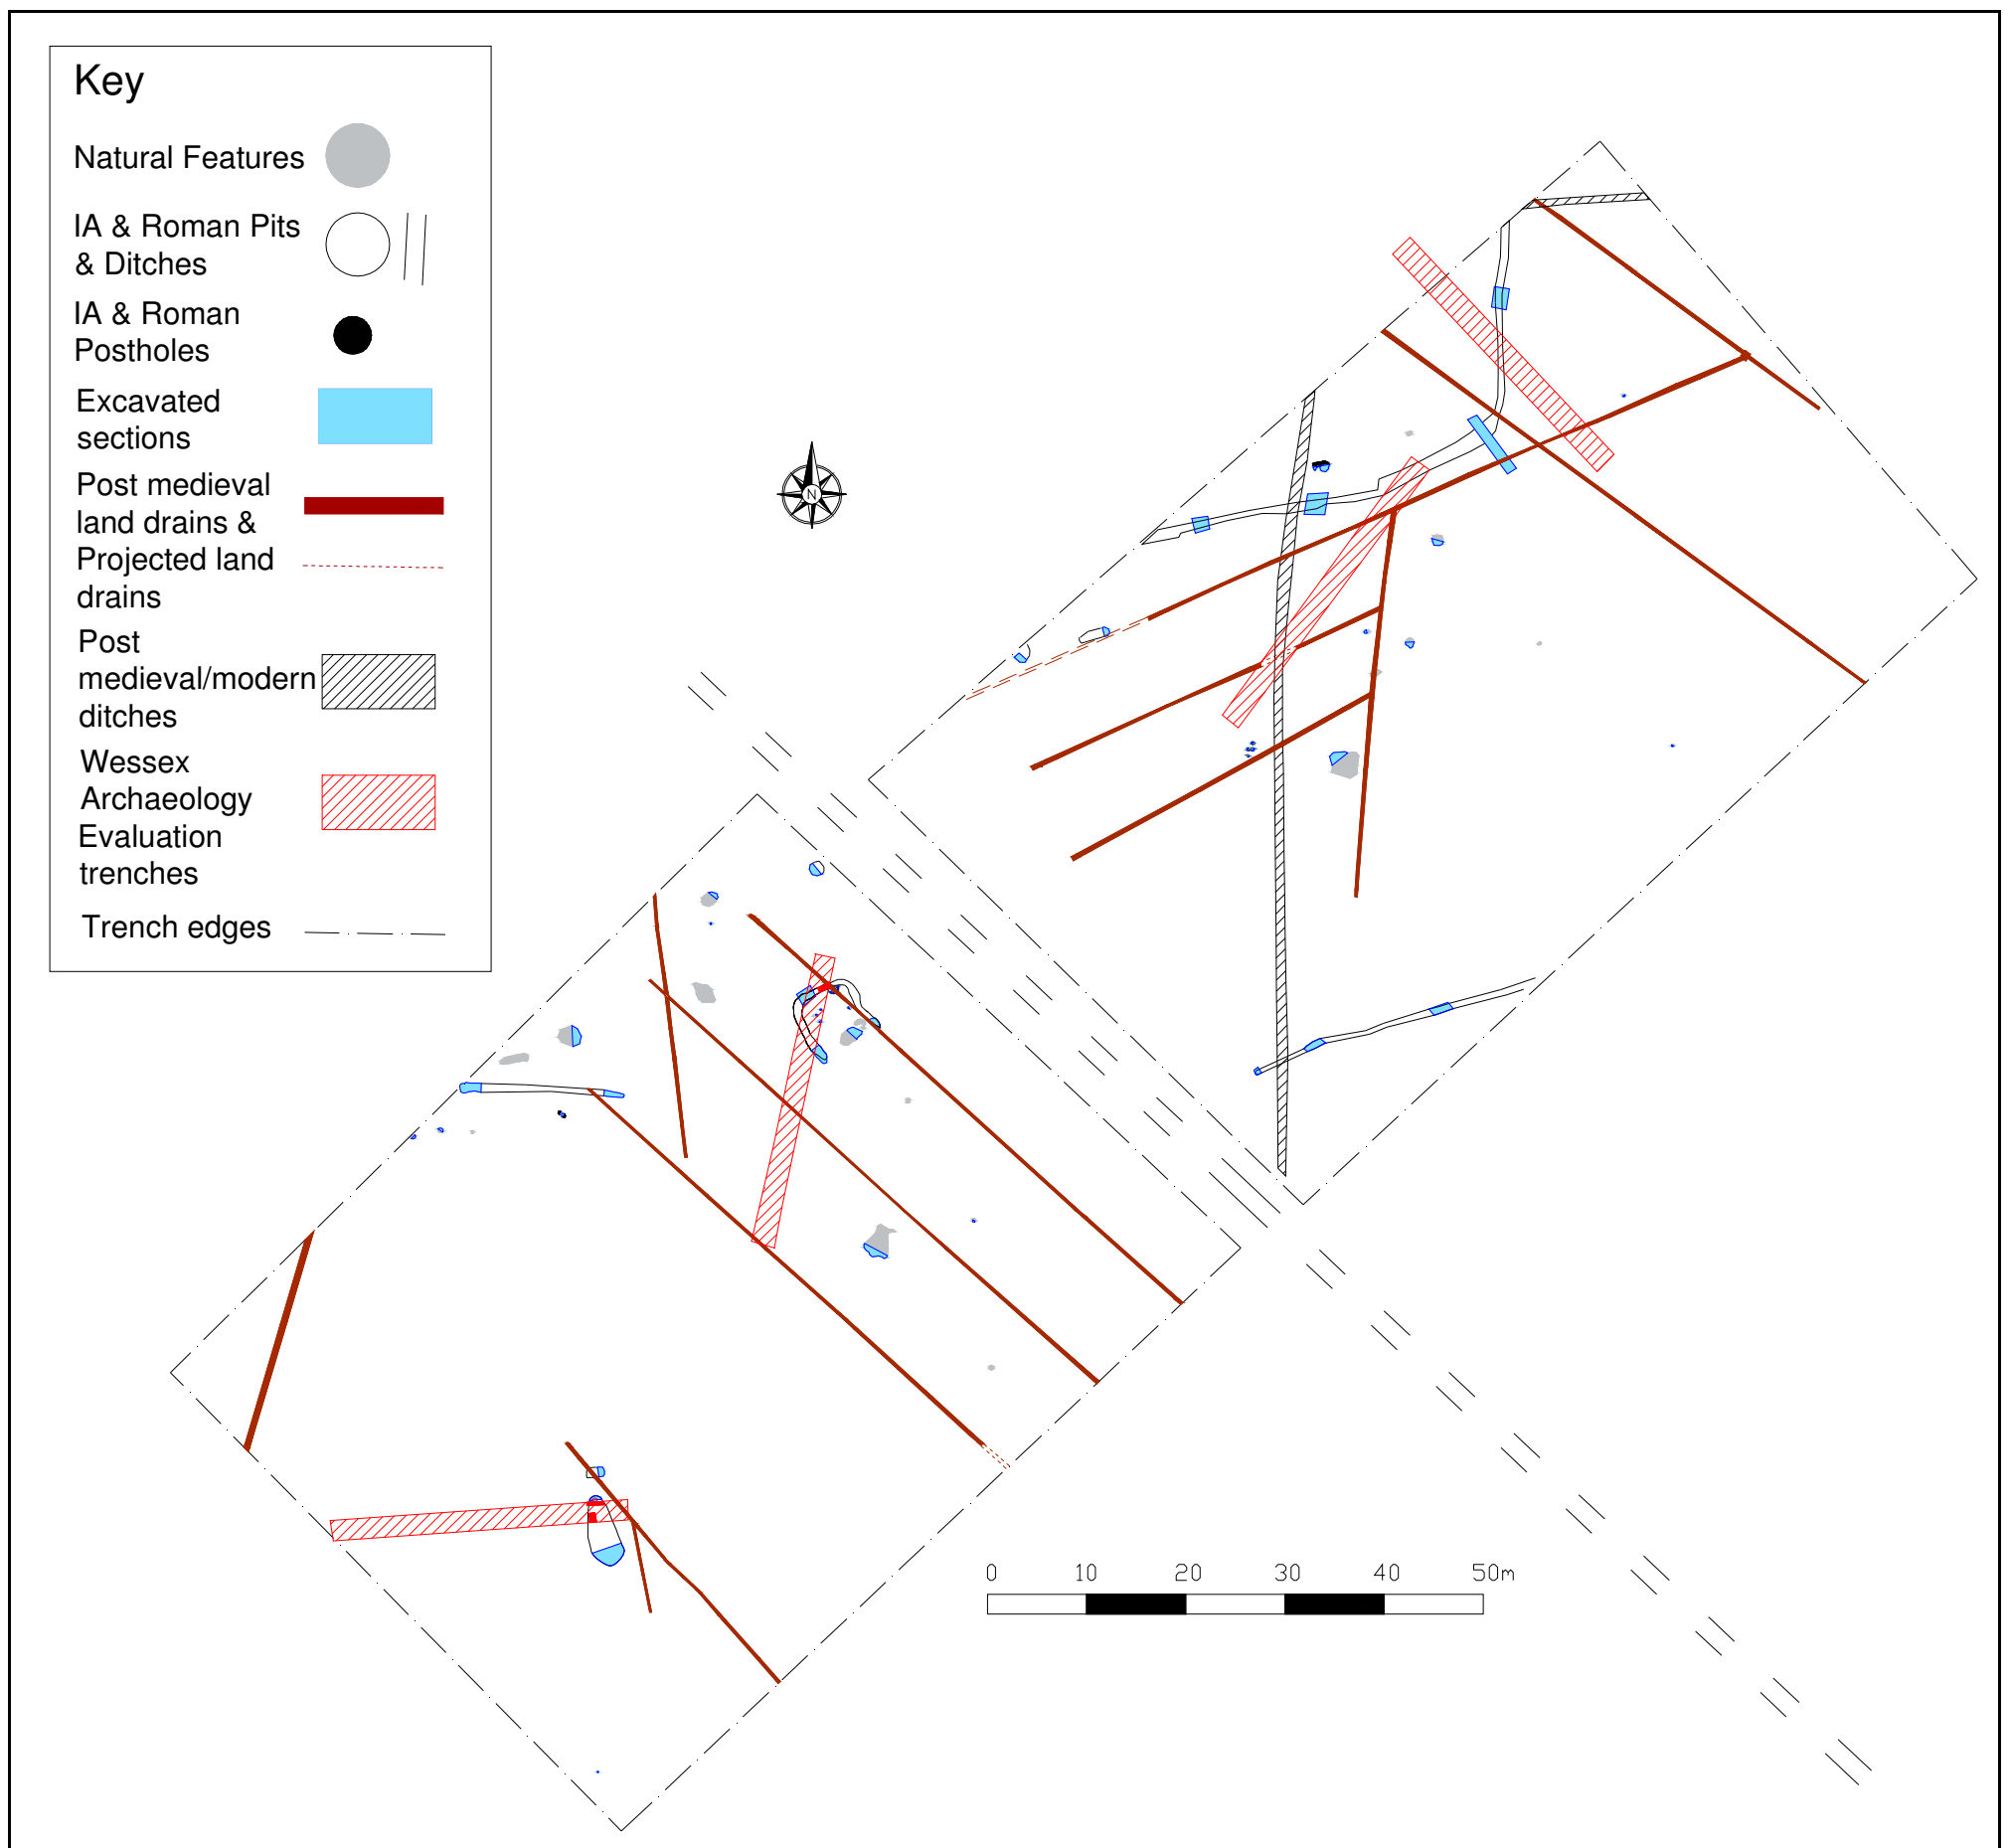 Key
Natural Features
IA & Roman Pits
& Ditches
IA & Roman
Postholes
Excavated
sections
Post medieval
land drains &
Projected land
drains
Post
medieval/modern
ditches
Wessex
Archaeology
Evaluation
trenches
Trench edges
N
0 10 20 30 40 50m